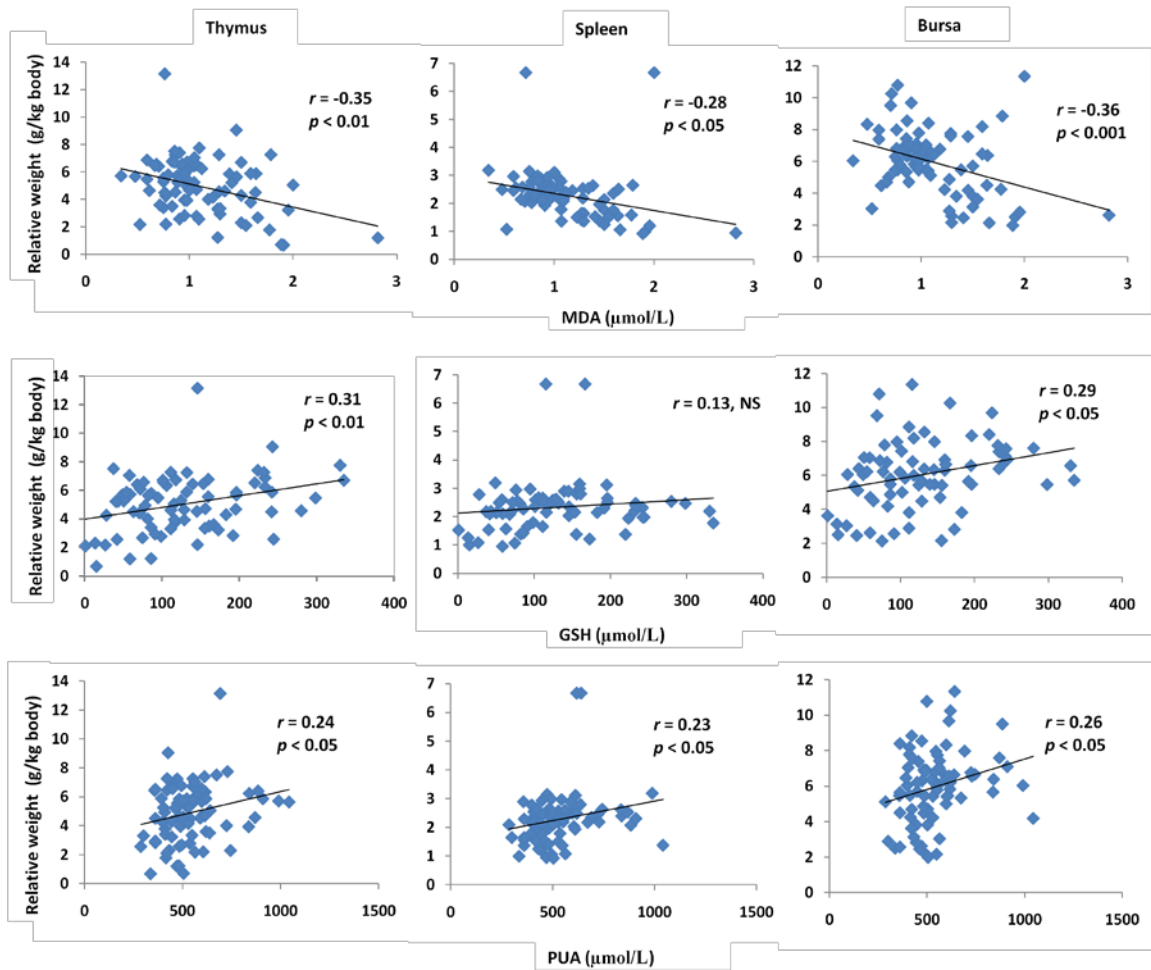 Thymus
Spleen
Bursa
Relative weight (g/kg body)
14
12
10
8
6
4
2
0
0 1 2 3
r = -0.35
p < 0.01
7
6
5
4
3
2
1
0
0 1 2 3
r = -0.28
p < 0.05
12
10
8
6
4
2
0
0 1 2 3
r = -0.36
p < 0.001
MDA (µmol/L)
Relative weight (g/kg body)
14
12
10
8
6
4
2
0
0 100 200 300 400
r = 0.31
p < 0.01
7
6
5
4
3
2
1
0
0 100 200 300 400
r = 0.13, NS
12
10
8
6
4
2
0
0 100 200 300 400
r = 0.29
p < 0.05
GSH (µmol/L)
Relative weight (g/kg body)
14
12
10
8
6
4
2
0
0 500 1000 1500
r = 0.24
p < 0.05
7
6
5
4
3
2
1
0
0 500 1000 1500
r = 0.23
p < 0.05
12
10
8
6
4
2
0
0 500 1000 1500
r = 0.26
p < 0.05
PUA (µmol/L)